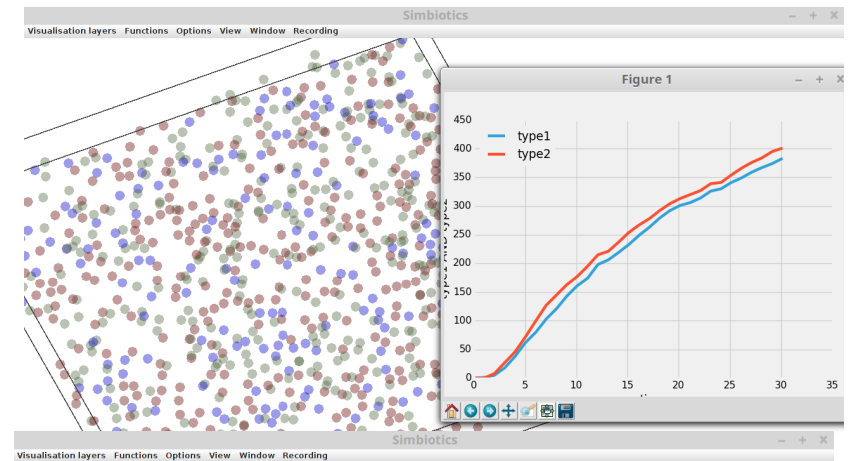 Simbiotics
Visualisation layers Functions Options View Window Recording
Figure 1
450
400
350
300
250
200
150
100
50
0
type1
type2
0 5 10 15 20 25 30 35
Simbiotics
Visualisation layers Functions Options View Window Recording